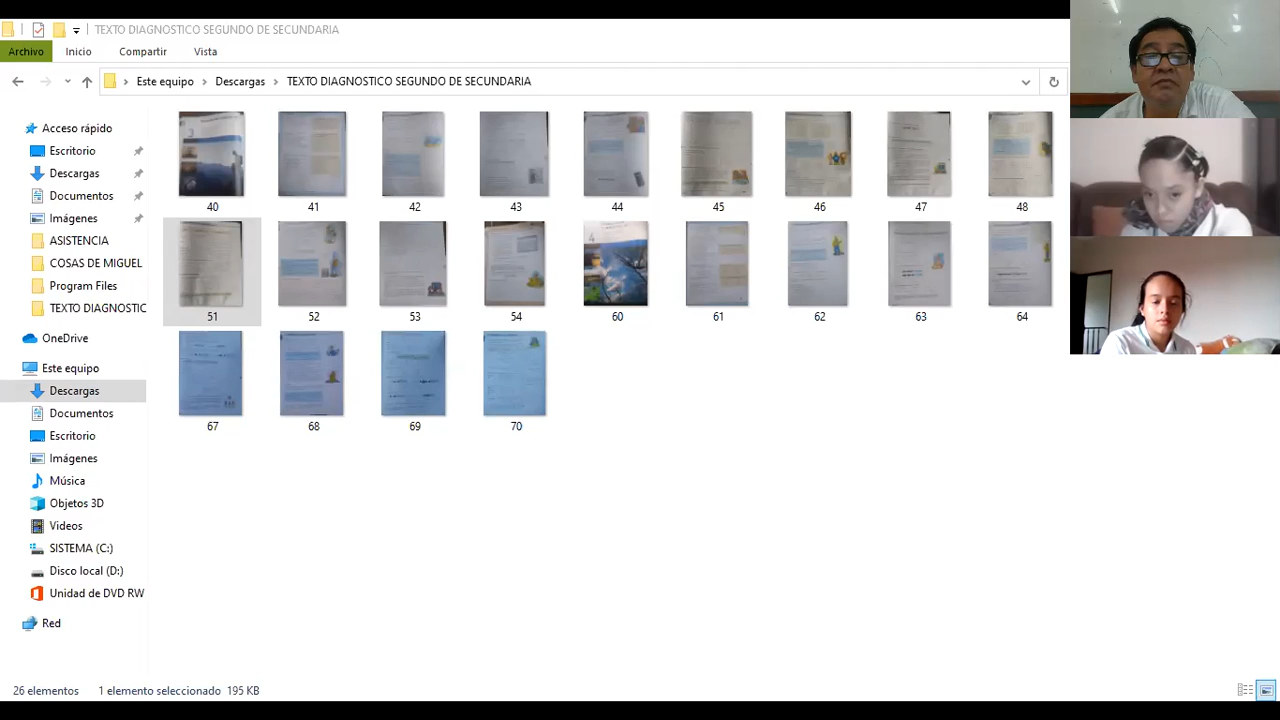 TEXTO DIAGNOSTICO SEGUNDO DE SECUNDARIA
Archivo Inicio Compartir Vista
Este equipo Descargas TEXTO DIAGNOSTICO SEGUNDO DE SECUNDARIA
Acceso rápido
Escritorio
Descargas
Documentos
Imágenes
ASISTENCIA
COSAS DE MIGUEL
Program Files
TEXTO DIAGNOSTIC
OneDrive
Este equipo
Descargas
Documentos
Escritorio
Imágenes
Música
Objetos 3D
Videos
SISTEMA (C:)
Disco local (D:)
Unidad de DVD RW
Red
40 41 42 43 44 45 46 47 48
51 52 53 54 60 61 62 63 64
67 68 69 70
26 elementos 1 elemento seleccionado 195 KB